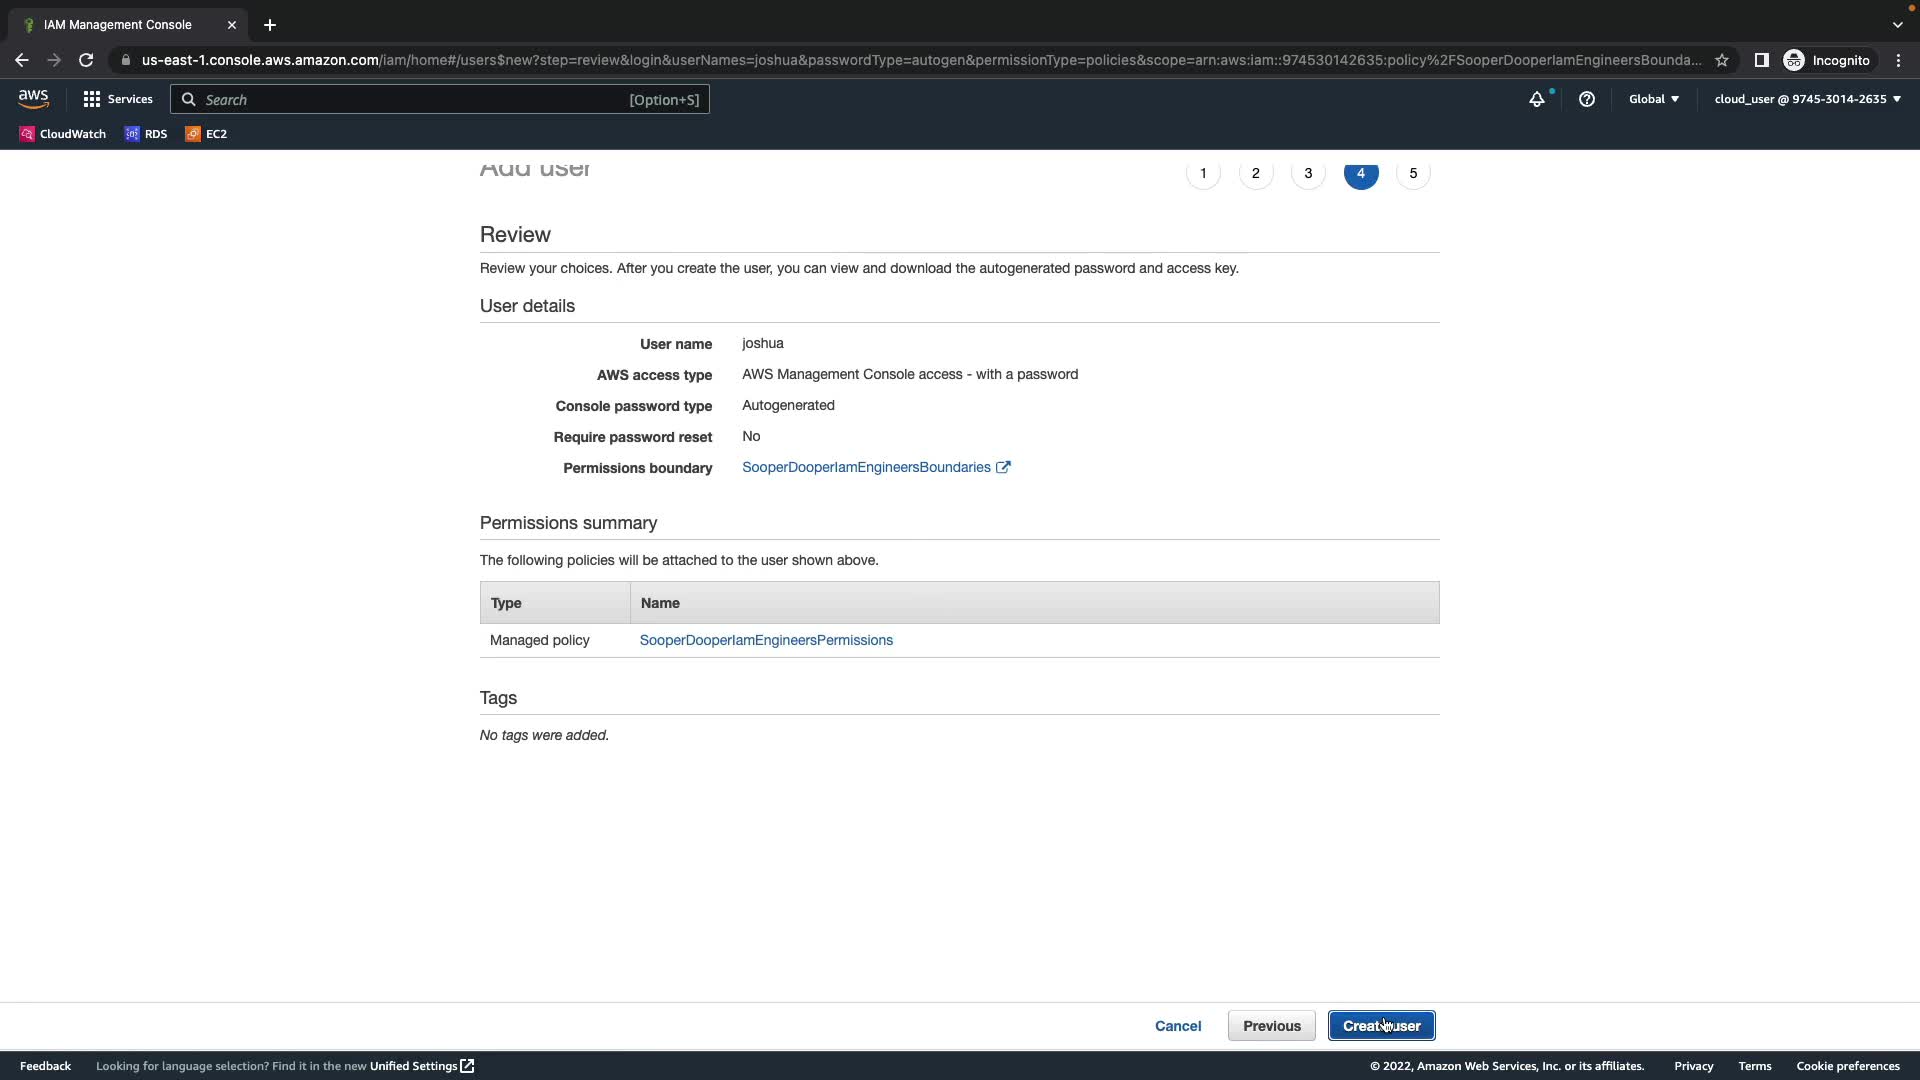 IAM Management Console
us-east-1.console.aws.amazon.com/iam/home#/users$new?step=review&login&userNames=joshua&passwordType=autogen&permissionType=policies&scope=arn:aws:iam::974530142635:policy%2FSooperDooperIamEngineersBounda... Incognito
aws Services Search [Option+S] Global cloud_user @ 9745-3014-2635
CloudWatch RDS EC2
Add user 1 2 3 4 5
Review
Review your choices. After you create the user, you can view and download the autogenerated password and access key.
User details
User name joshua
AWS access type AWS Management Console access - with a password
Console password type Autogenerated
Require password reset No
Permissions boundary SooperDooperIamEngineersBoundaries
Permissions summary
The following policies will be attached to the user shown above.
Type Name
Managed policy SooperDooperIamEngineersPermissions
Tags
No tags were added.
Cancel Previous Create user
Feedback Looking for language selection? Find it in the new Unified Settings © 2022, Amazon Web Services, Inc. or its affiliates. Privacy Terms Cookie preferences